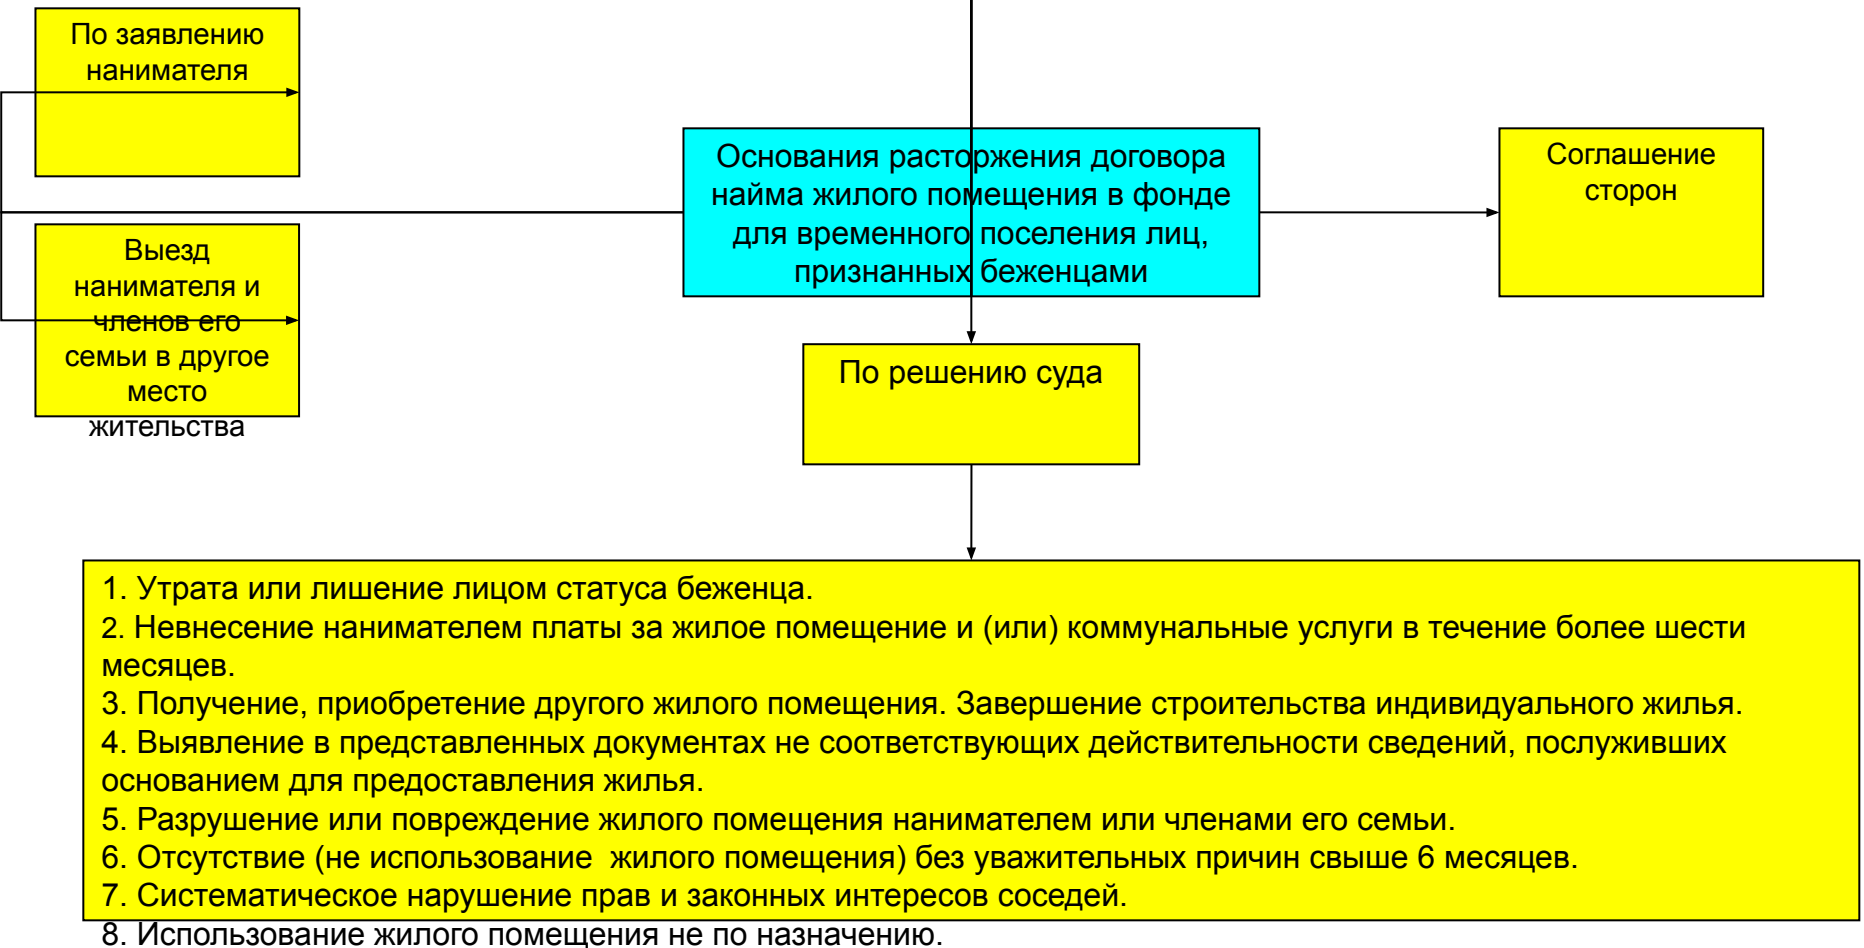 По заявлению
нанимателя
Основания расторжения договора
найма жилого помещения в фонде
для временного поселения лиц,
признанных беженцами
Соглашение
сторон
Выезд
нанимателя и
членов его
семьи в другое
место
жительства
По решению суда
1. Утрата или лишение лицом статуса беженца.
2. Невнесение нанимателем платы за жилое помещение и (или) коммунальные услуги в течение более шести
месяцев.
3. Получение, приобретение другого жилого помещения. Завершение строительства индивидуального жилья.
4. Выявление в представленных документах не соответствующих действительности сведений, послуживших
основанием для предоставления жилья.
5. Разрушение или повреждение жилого помещения нанимателем или членами его семьи.
6. Отсутствие (не использование  жилого помещения) без уважительных причин свыше 6 месяцев.
7. Систематическое нарушение прав и законных интересов соседей.
8. Использование жилого помещения не по назначению.